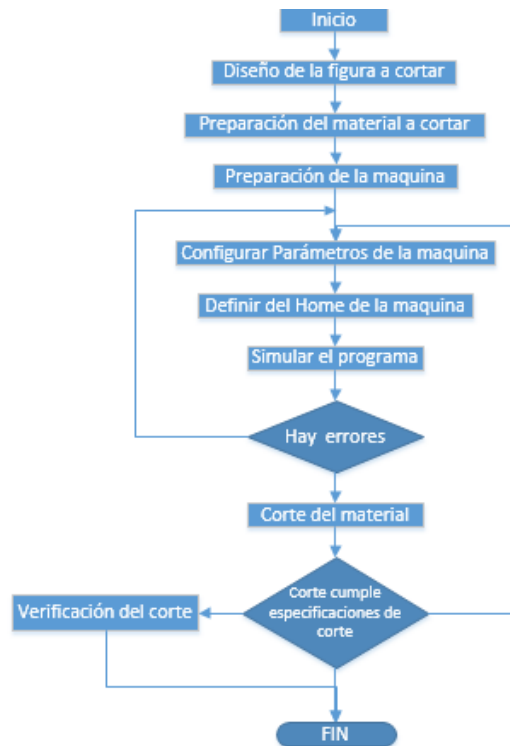 Inicio
Diseño de la figura a cortar
Preparación del material a cortar
Preparación de la maquina
Configurar Parámetros de la maquina
Definir del Home de la maquina
Simular el programa
Hay errores
Corte del material
Corte cumple
especificaciones de
corte
Verificación del corte
FIN